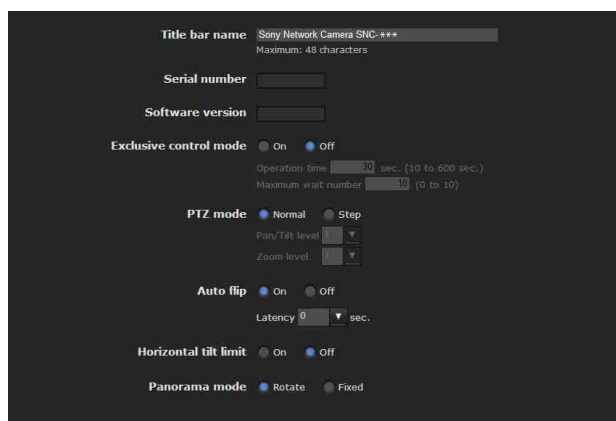 Title bar name Sony Network Camera SNC-***
Maximum: 48 characters
Serial number
Software version
Exclusive control mode On Off
Operation time 30 sec. (10 to 600 sec.)
Maximum wait number 10 (0 to 10)
PTZ mode Normal Step
Pan/Tilt level 1
Zoom level 1
Auto flip On Off
Latency 0 sec.
Horizontal tilt limit On Off
Panorama mode Rotate Fixed